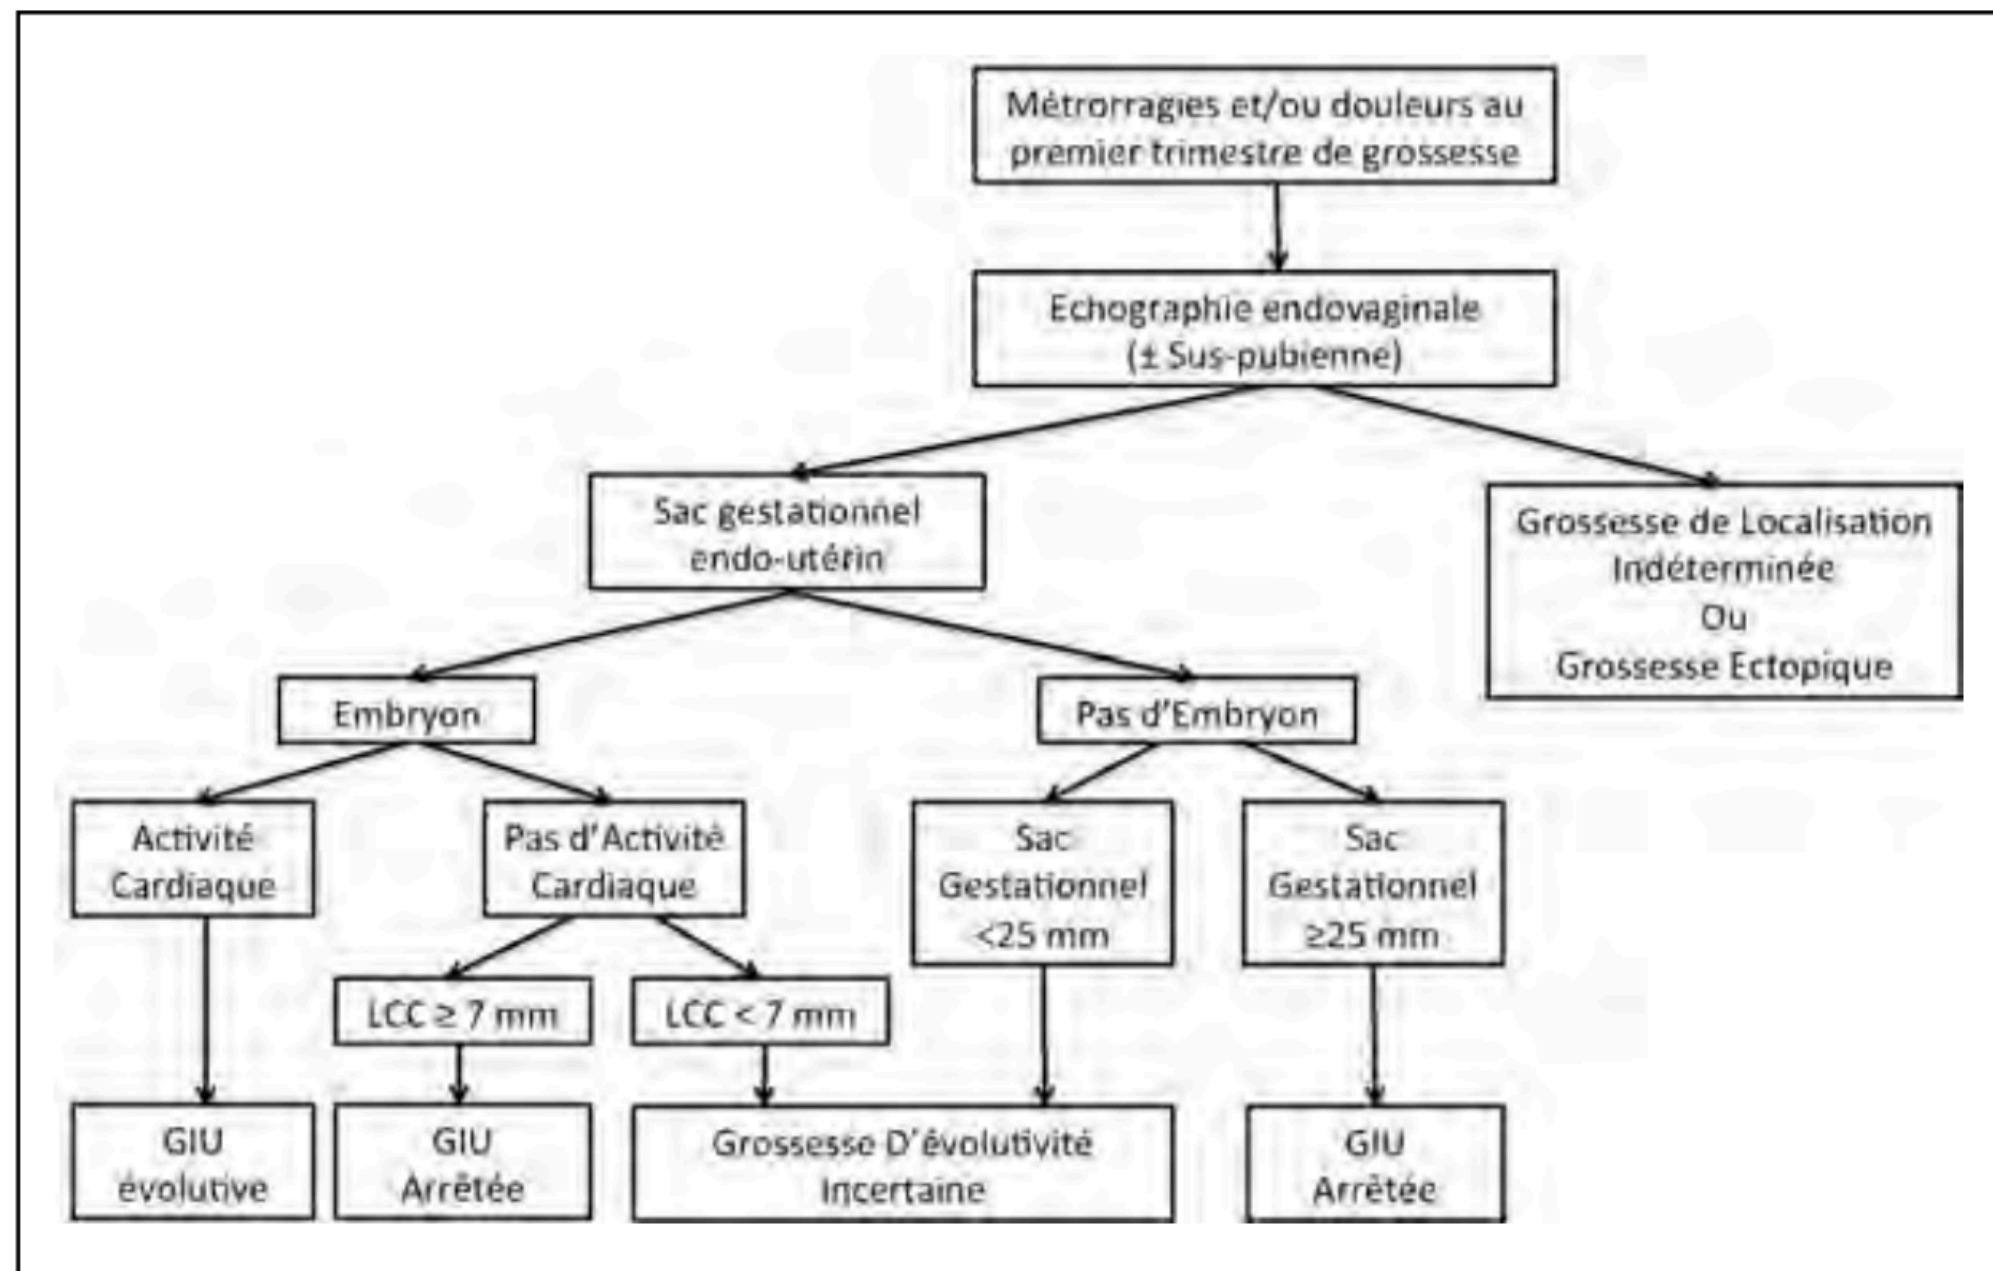 Métrorragies et/ou douleurs au
premier trimestre de grossesse
Echographie endovaginale
(± Sus-pubienne)
Sac gestationnel
endo-utérin
Grossesse de Localisation
Indéterminée
Ou
Grossesse Ectopique
Embryon
Pas d'Embryon
Activité
Cardiaque
Pas d'Activité
Cardiaque
Sac
Gestationnel
<25 mm
Sac
Gestationnel
≥25 mm
LCC ≥ 7 mm
LCC < 7 mm
GIU
évolutive
GIU
Arrêtée
Grossesse D'évolutivité
Incertaine
GIU
Arrêtée